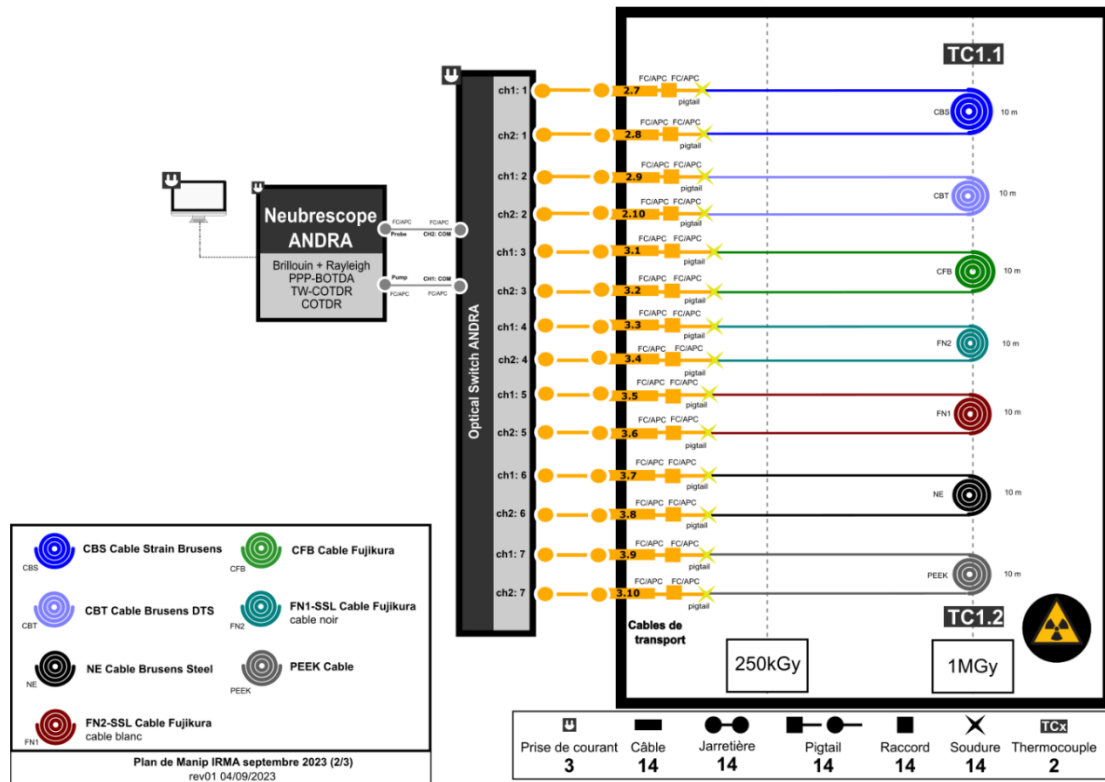 TC1.1
FC/APC FC/APC
ch1: 1
2.7
pigtail
CBS
10 m
FC/APC FC/APC
ch2: 1
2.8
pigtail
FC/APC FC/APC
ch1: 2
2.9
pigtail
CBT
10 m
FC/APC FC/APC
ch2: 2
2.10
pigtail
FC/APC FC/APC
ch1: 3
3.1
pigtail
CFB
10 m
FC/APC FC/APC
ch2: 3
3.2
pigtail
FC/APC FC/APC
ch1: 4
3.3
pigtail
FN2
10 m
FC/APC FC/APC
ch2: 4
3.4
pigtail
FC/APC FC/APC
ch1: 5
3.5
pigtail
FN1
10 m
FC/APC FC/APC
ch2: 5
3.6
pigtail
FC/APC FC/APC
ch1: 6
3.7
pigtail
NE
10 m
FC/APC FC/APC
ch2: 6
3.8
pigtail
FC/APC FC/APC
ch1: 7
3.9
pigtail
PEEK
10 m
FC/APC FC/APC
ch2: 7
3.10
pigtail
TC1.2
Cables de
transport
250kGy
1MGy
Optical Switch ANDRA
Neubrescope
ANDRA
Brillouin + Rayleigh
PPP-BOTDA
TW-COTDR
COTDR
FC/APC FC/APC
Probe CH2: COM
Pump CH1: COM
FC/APC FC/APC
CBS
CBS Cable Strain Brusens
CFB
CFB Cable Fujikura
CBT
CBT Cable Brusens DTS
FN2
FN1-SSL Cable Fujikura
cable noir
NE
NE Cable Brusens Steel
PEEK
PEEK Cable
FN1
FN2-SSL Cable Fujikura
cable blanc
Plan de Manip IRMA septembre 2023 (2/3)
rev01 04/09/2023
TCx
Prise de courant Câble Jarretière Pigtail Raccord Soudure Thermocouple
3 14 14 14 14 14 2